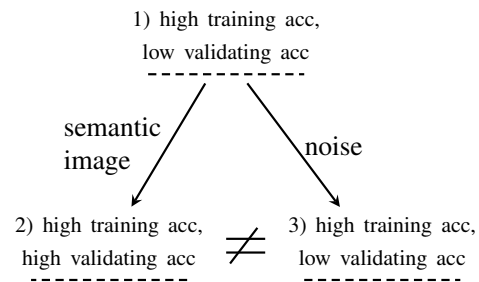 1) high training acc,
low validating acc
semantic
image
noise
2) high training acc,
high validating acc
≠
3) high training acc,
low validating acc